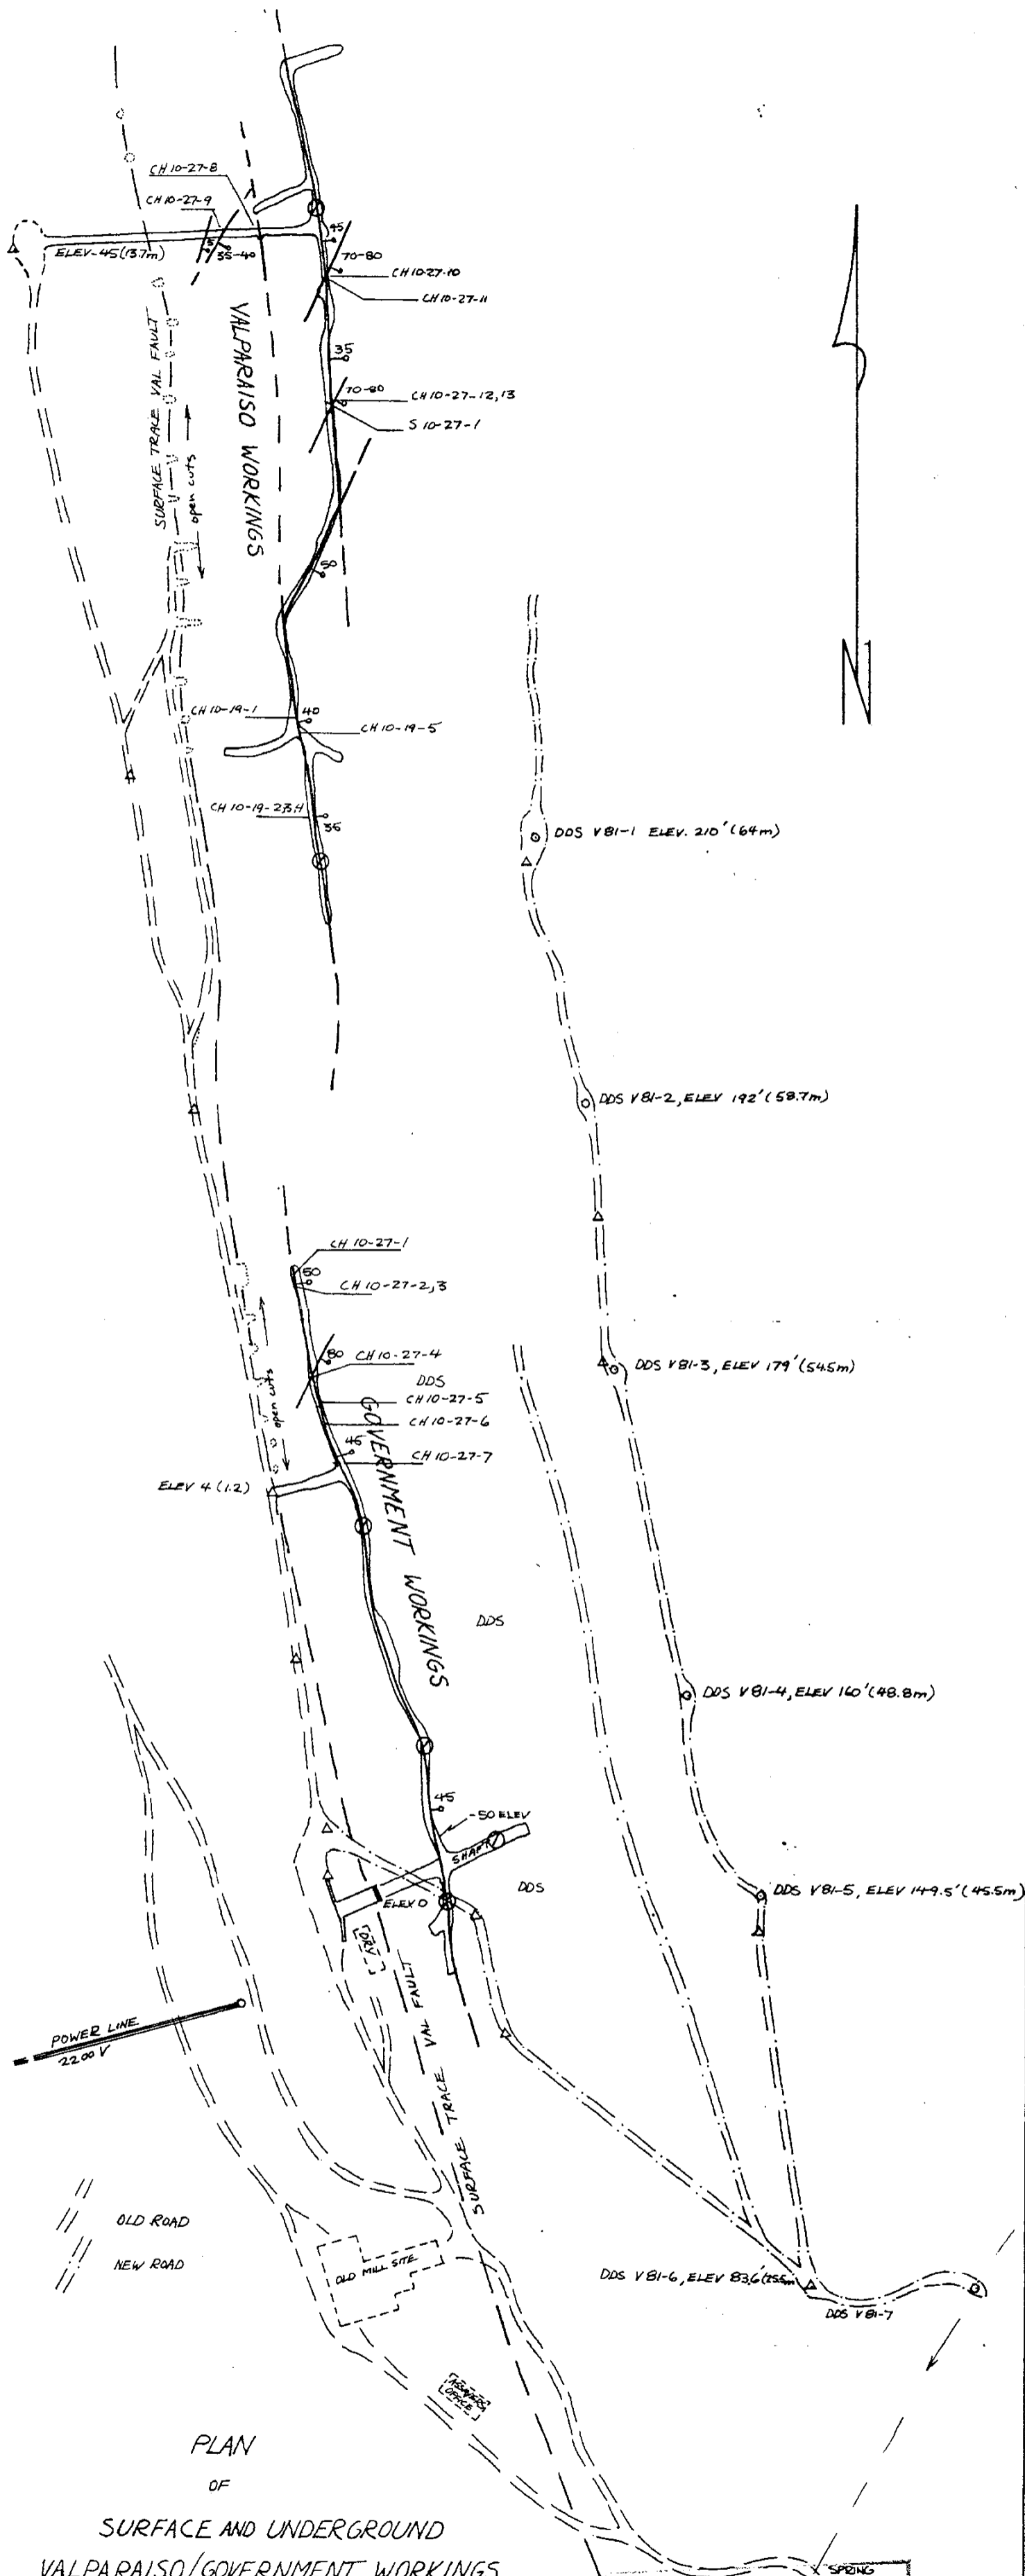 CH 10-27-8
CH 10-27-9
ELEV-45 (13.7m)
35-40
45
70-80
CH 10-27-10
CH 10-27-11
SURFACE TRACE VAL FAULT
open cuts
VALPARAISO WORKINGS
35
70-80
CH 10-27-12,13
S 10-27-1
50
N
CH 10-19-1
40
CH 10-19-5
CH 10-19-2,3,4
35
DDS V81-1 ELEV. 210' (64m)
DDS V81-2, ELEV 192' (58.7m)
CH 10-27-1
50
CH 10-27-2,3
80
CH 10-27-4
DDS
CH 10-27-5
CH 10-27-6
46
CH 10-27-7
open cuts
ELEV 4 (1.2)
GOVERNMENT WORKINGS
DDS V81-3, ELEV 179' (54.5m)
DDS
DDS V81-4, ELEV 160' (48.8m)
45
-50 ELEV
SHAFT
ELEV 0
DDS
DRY
DDS V81-5, ELEV 149.5' (45.5m)
POWER LINE
2200 V
SURFACE TRACE VAL FAULT
OLD ROAD
NEW ROAD
OLD MILL SITE
DDS V81-6, ELEV 83.6' (25.5m
DDS V81-7
ASSAYERS
OFFICE
PLAN
OF
SURFACE AND UNDERGROUND
VALPARAISO/GOVERNMENT WORKINGS
SPRING